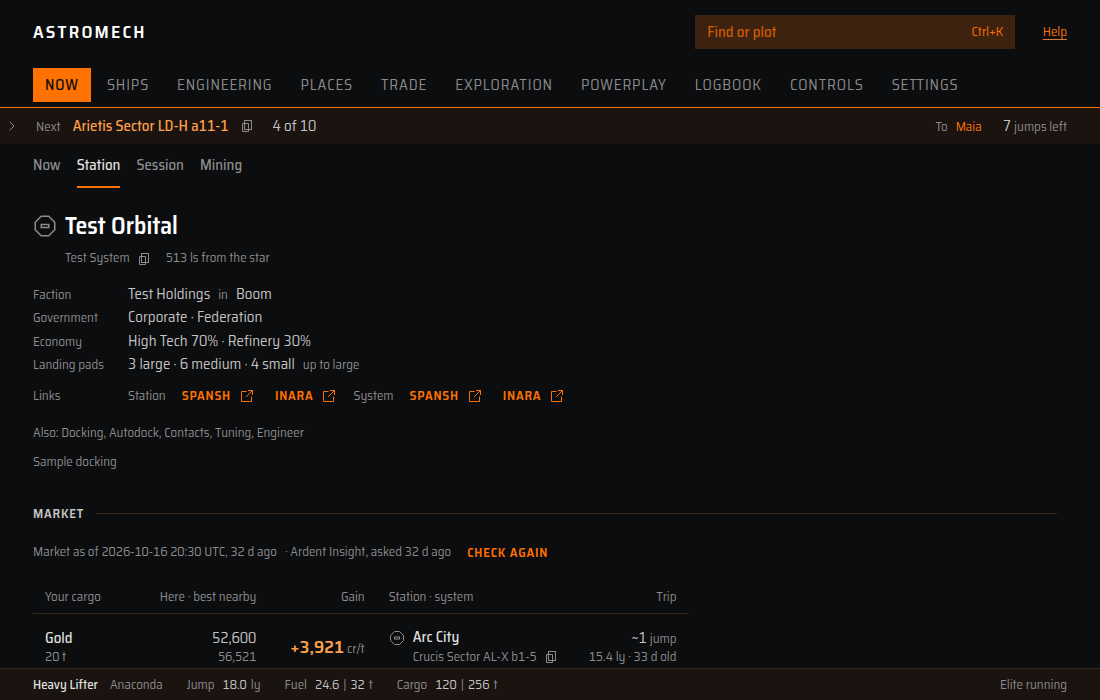 ASTROMECH
Find or plot Ctrl+K
Help
NOW SHIPS ENGINEERING PLACES TRADE EXPLORATION POWERPLAY LOGBOOK CONTROLS SETTINGS
Next Arietis Sector LD-H a11-1 4 of 10 To Maia 7 jumps left
Now Station Session Mining
Test Orbital
Test System 513 ls from the star
Faction Test Holdings in Boom
Government Corporate · Federation
Economy High Tech 70% · Refinery 30%
Landing pads 3 large · 6 medium · 4 small up to large
Links Station SPANSH INARA System SPANSH INARA
Also: Docking, Autodock, Contacts, Tuning, Engineer
Sample docking
MARKET
Market as of 2026-10-16 20:30 UTC, 32 d ago · Ardent Insight, asked 32 d ago CHECK AGAIN
Your cargo Here · best nearby Gain Station · system Trip
Gold 52,600 +3,921 cr/t Arc City ~1 jump
20 t 56,521 Crucis Sector AL-X b1-5 15.4 ly · 33 d old
Heavy Lifter Anaconda Jump 18.0 ly Fuel 24.6 | 32 t Cargo 120 | 256 t Elite running